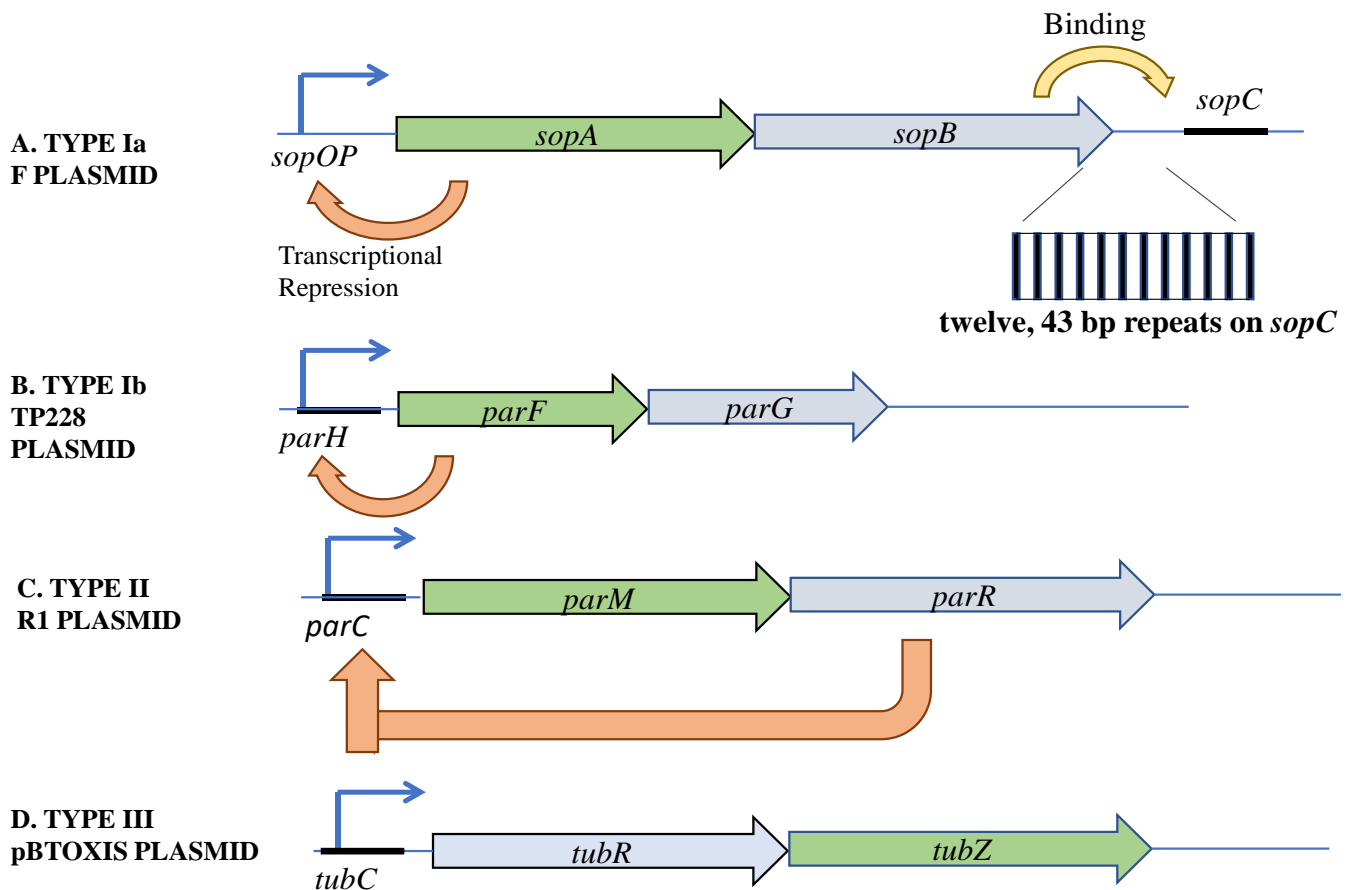 Binding
sopC
A. TYPE Ia
F PLASMID
sopOP
sopA
sopB
Transcriptional
Repression
twelve, 43 bp repeats on sopC
B. TYPE Ib
TP228
PLASMID
parH
parF
parG
C. TYPE II
R1 PLASMID
parC
parM
parR
D. TYPE III
pBTOXIS PLASMID
tubC
tubR
tubZ